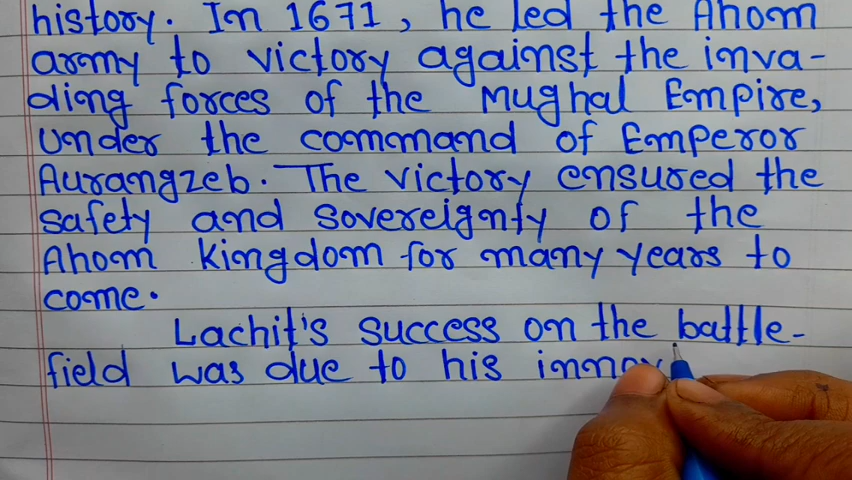 history. In 1671, he led the Ahom
army to victory against the inva-
ding forces of the Mughal Empire,
under the command of Emperor
Aurangzeb. The victory ensured the
safety and sovereignty of the
Ahom kingdom for many years to
come.
Lachit's success on the battle-
field was due to his innov